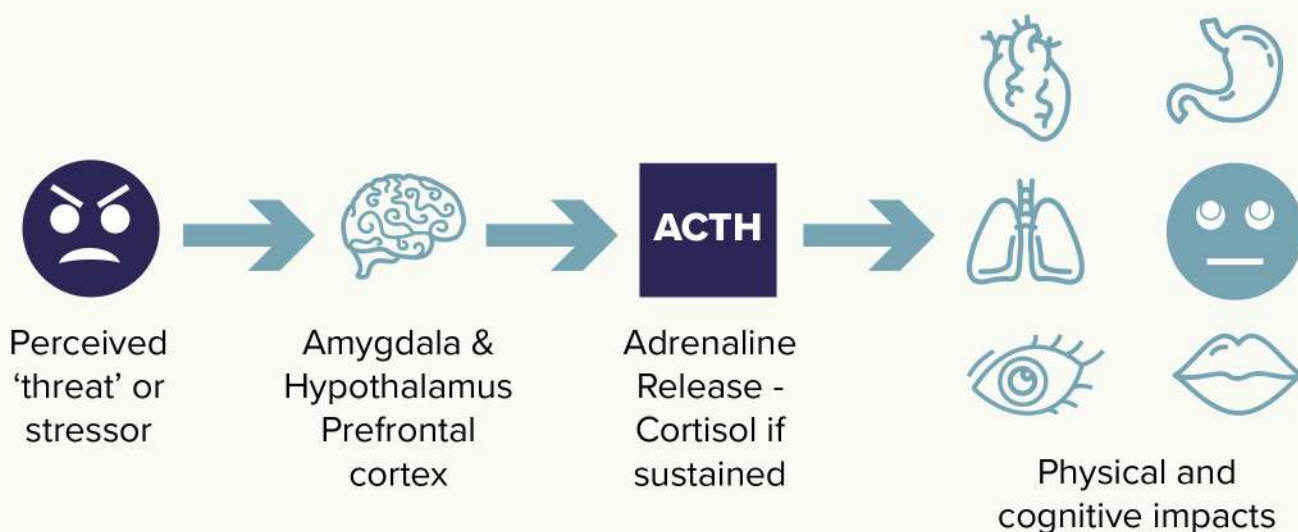 Perceived
‘threat’ or
stressor
Amygdala &
Hypothalamus
Prefrontal
cortex
ACTH
Adrenaline
Release -
Cortisol if
sustained
Physical and
cognitive impacts